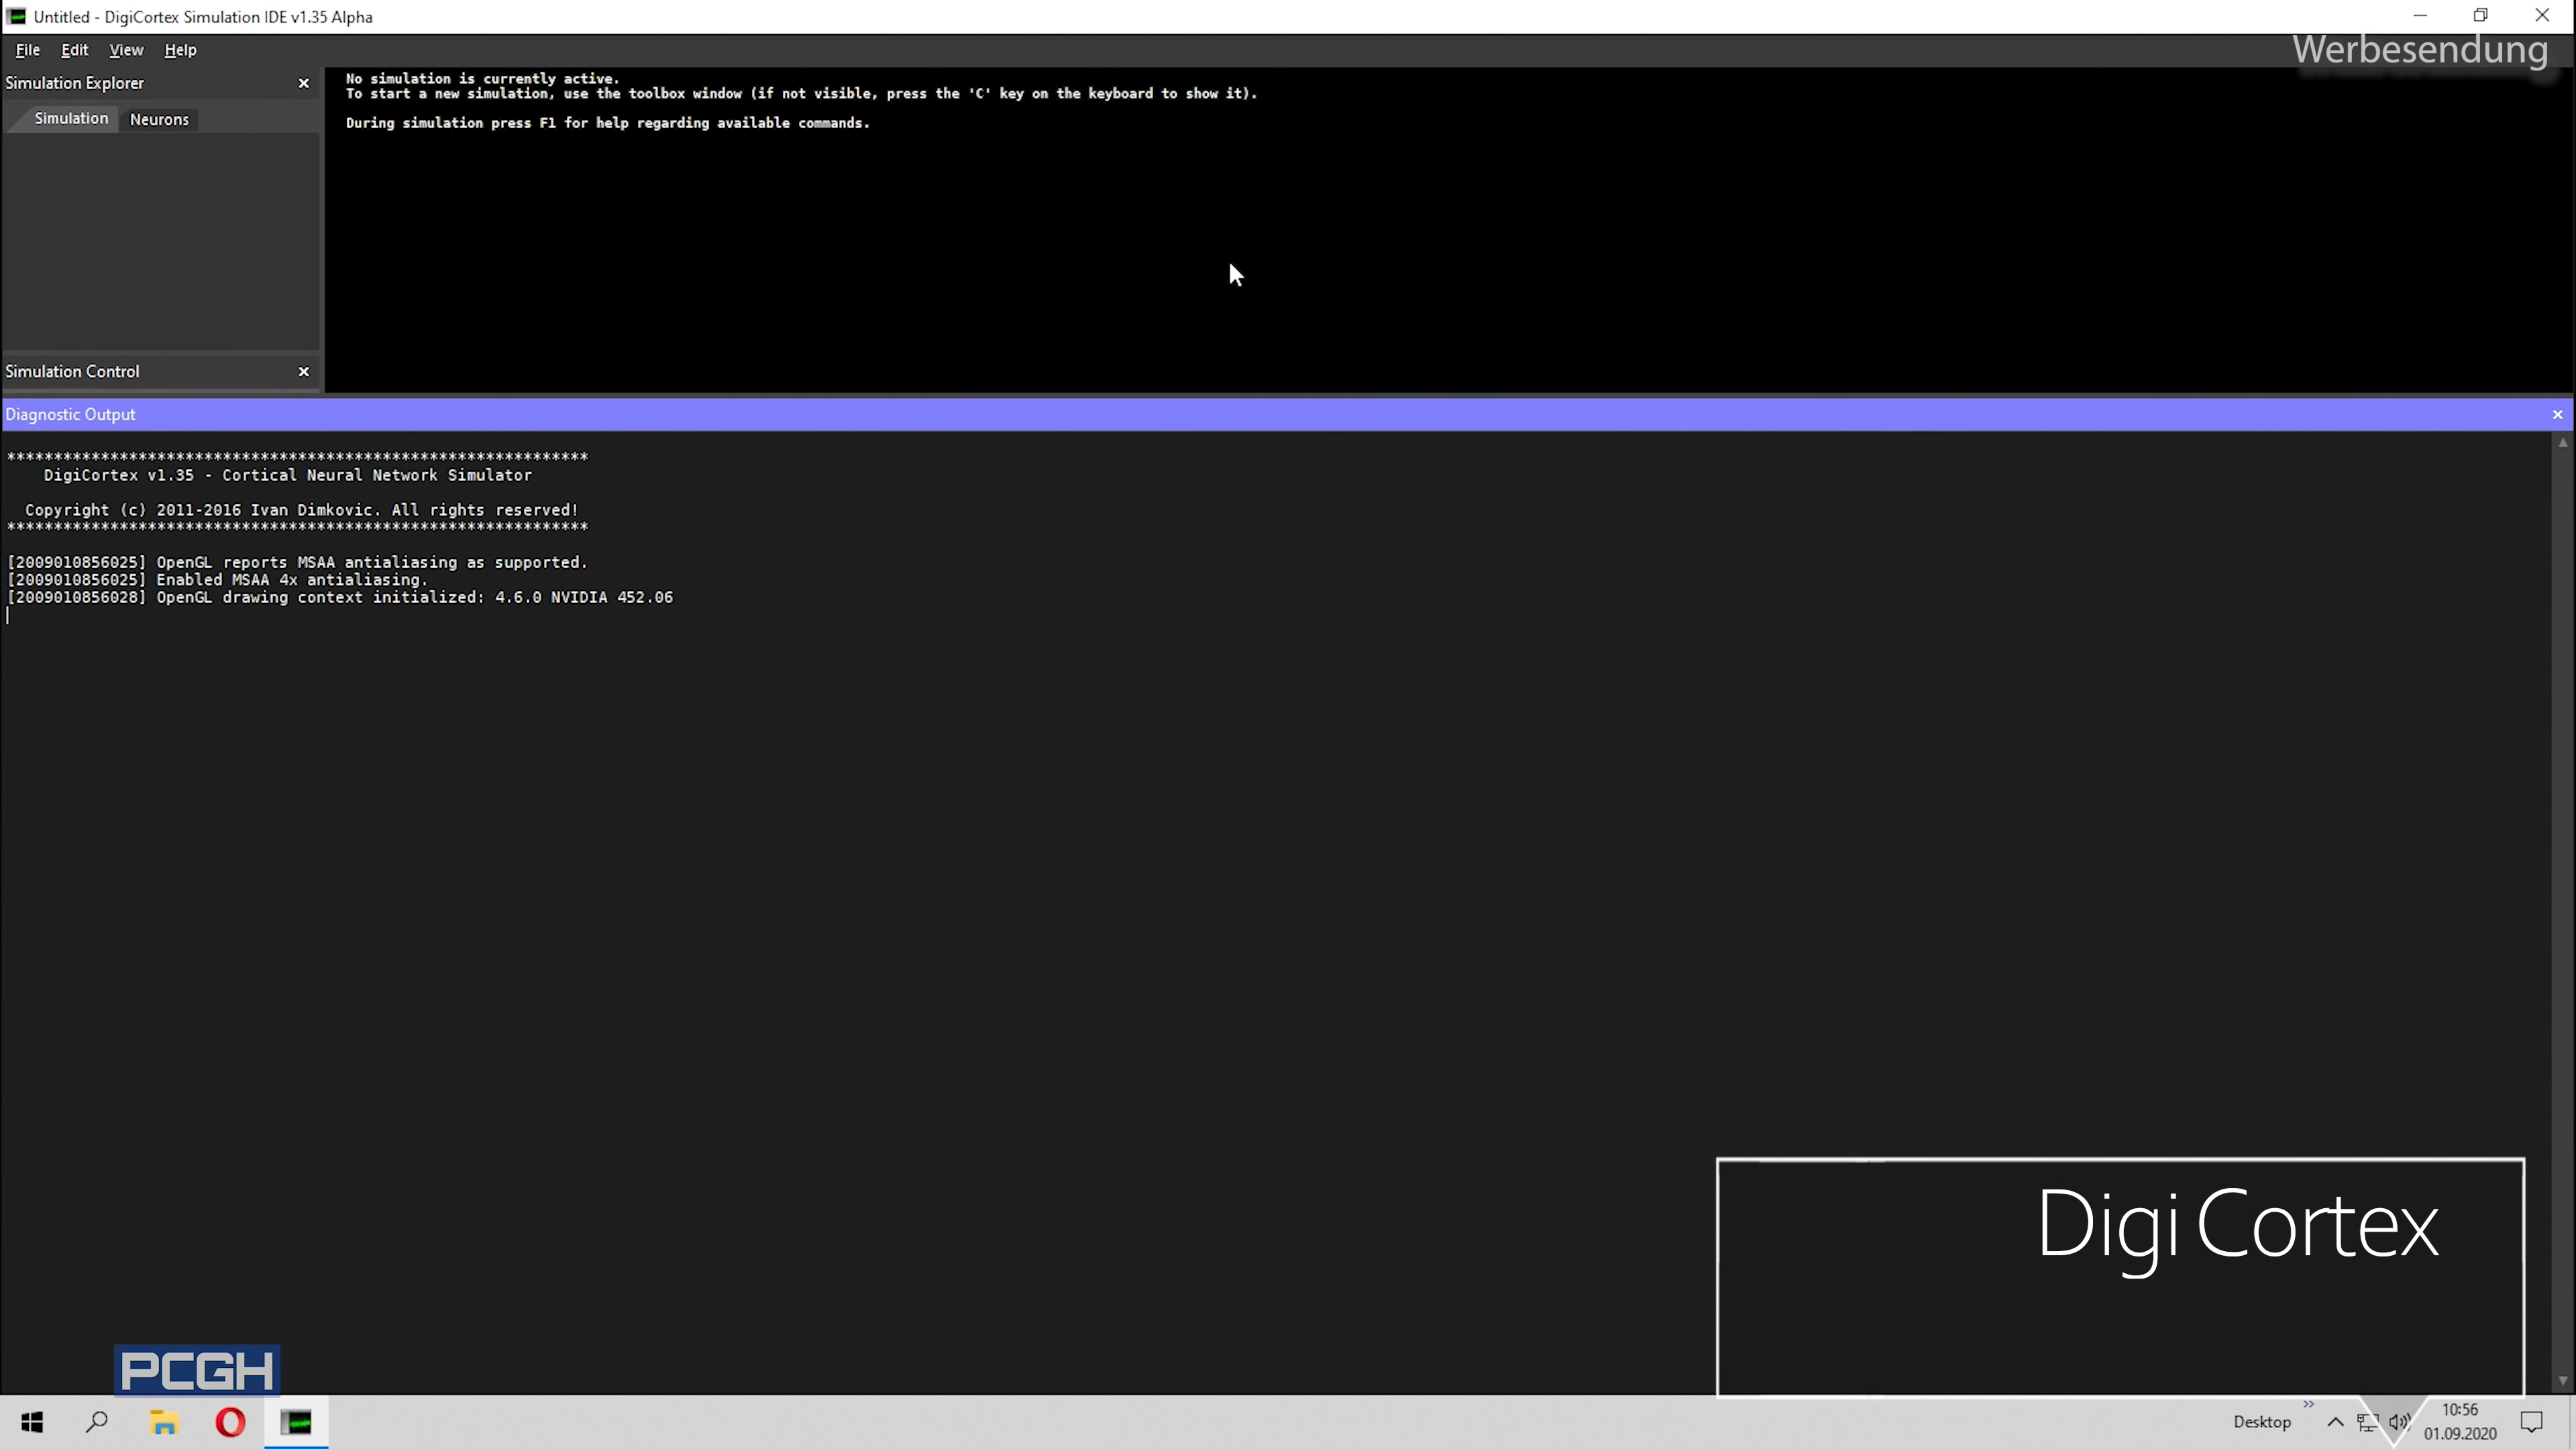 Untitled - DigiCortex Simulation IDE v1.35 Alpha
File Edit View Help
Werbesendung
Simulation Explorer
Simulation Neurons
No simulation is currently active.
To start a new simulation, use the toolbox window (if not visible, press the 'C' key on the keyboard to show it).
During simulation press F1 for help regarding available commands.
Simulation Control
Diagnostic Output
**************************************************************
DigiCortex v1.35 - Cortical Neural Network Simulator
Copyright (c) 2011-2016 Ivan Dimkovic. All rights reserved!
**************************************************************
[2009010856025] OpenGL reports MSAA antialiasing as supported.
[2009010856025] Enabled MSAA 4x antialiasing.
[2009010856028] OpenGL drawing context initialized: 4.6.0 NVIDIA 452.06
Digi Cortex
PCGH
Desktop
10:56
01.09.2020